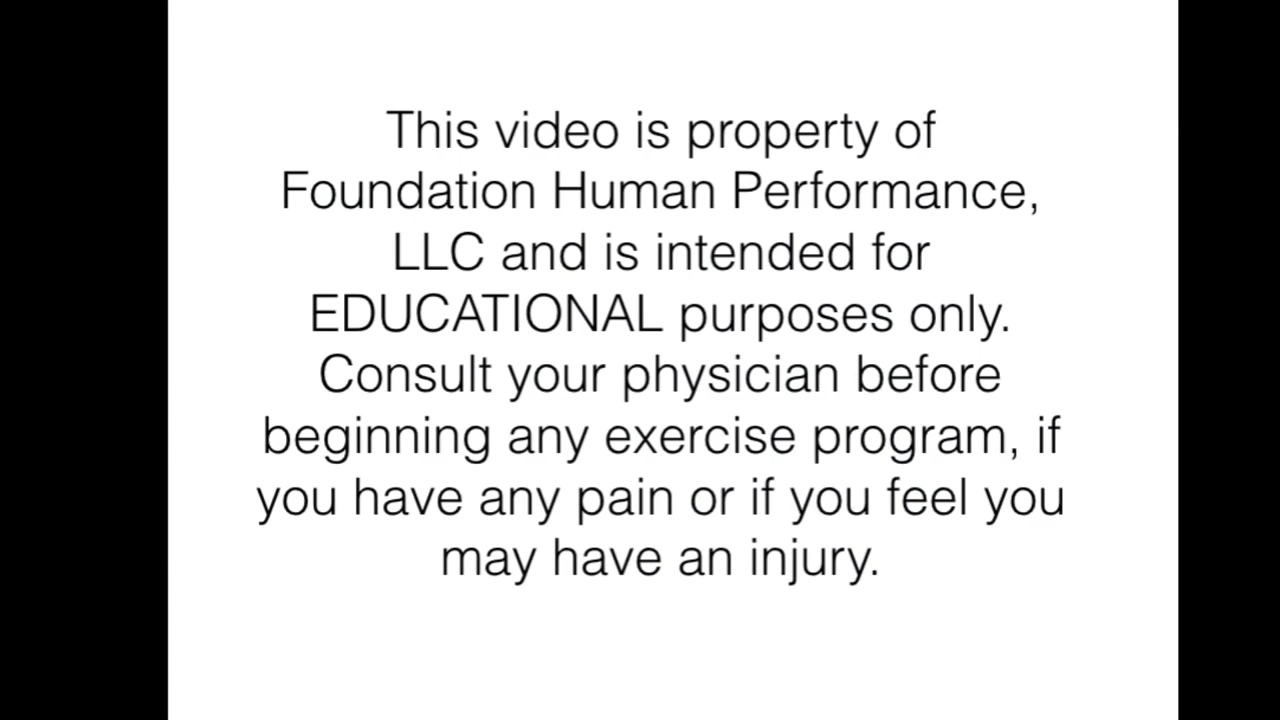 This video is property of
Foundation Human Performance,
LLC and is intended for
EDUCATIONAL purposes only.
Consult your physician before
beginning any exercise program, if
you have any pain or if you feel you
may have an injury.